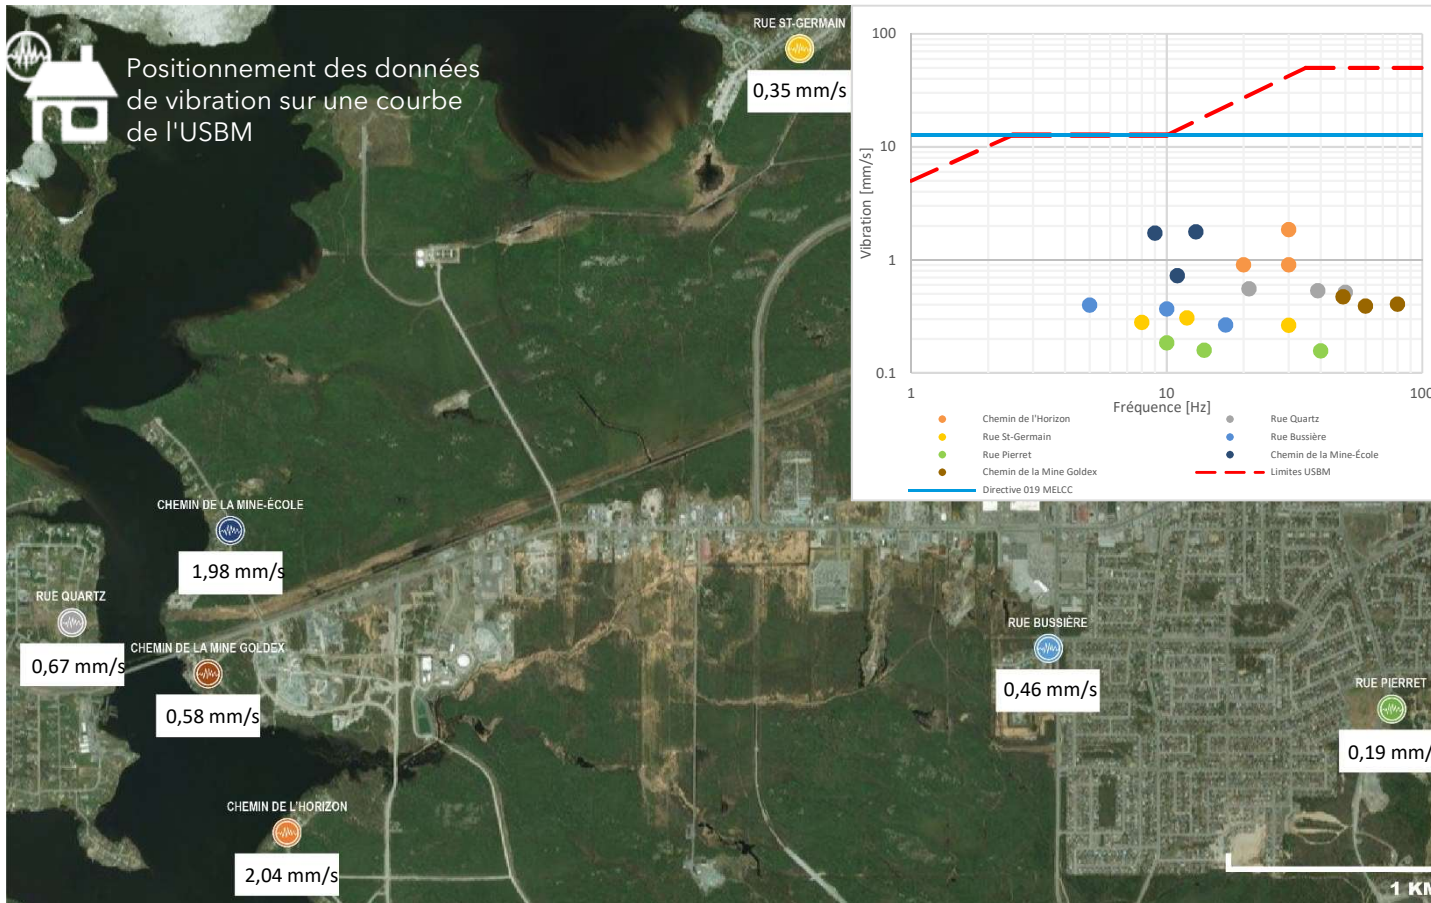 Positionnement des données
de vibration sur une courbe
de l'USBM
RUE ST-GERMAIN
0,35 mm/s
CHEMIN DE LA MINE-ÉCOLE
1,98 mm/s
RUE QUARTZ
0,67 mm/s
CHEMIN DE LA MINE GOLDEX
0,58 mm/s
CHEMIN DE L'HORIZON
2,04 mm/s
RUE BUSSIÈRE
0,46 mm/s
RUE PIERRET
0,19 mm/
1 KM
100
10
1
0.1
Vibration [mm/s]
1
10
100
Fréquence [Hz]
Chemin de l'Horizon
Rue Quartz
Rue St-Germain
Rue Bussière
Rue Pierret
Chemin de la Mine-École
Chemin de la Mine Goldex
Limites USBM
Directive 019 MELCC